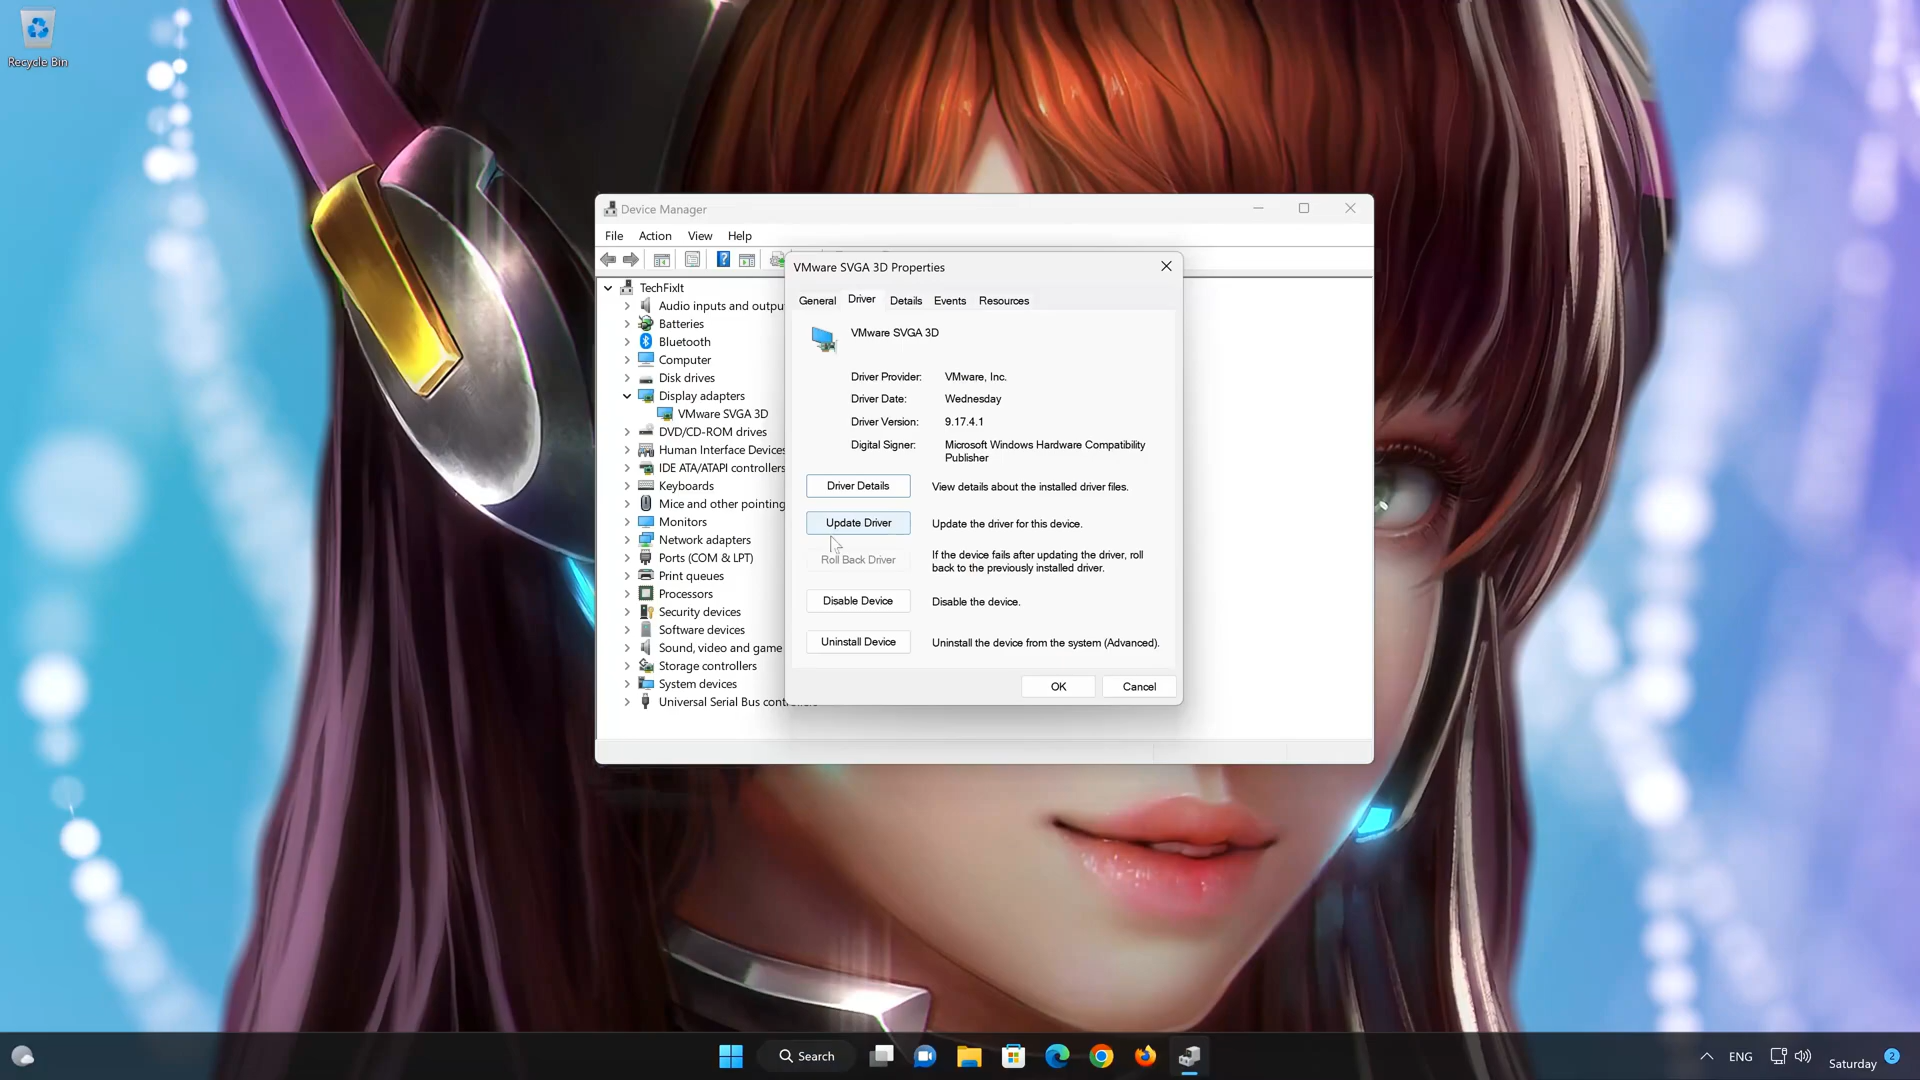 Recycle Bin
Device Manager
File Action View Help
TechFixIt
Audio inputs and outpu
Batteries
Bluetooth
Computer
Disk drives
Display adapters
VMware SVGA 3D
DVD/CD-ROM drives
Human Interface Devices
IDE ATA/ATAPI controllers
Keyboards
Mice and other pointing
Monitors
Network adapters
Ports (COM & LPT)
Print queues
Processors
Security devices
Software devices
Sound, video and game
Storage controllers
System devices
Universal Serial Bus controllers
VMware SVGA 3D Properties
General Driver Details Events Resources
VMware SVGA 3D
Driver Provider: VMware, Inc.
Driver Date: Wednesday
Driver Version: 9.17.4.1
Digital Signer: Microsoft Windows Hardware Compatibility
Publisher
Driver Details View details about the installed driver files.
Update Driver Update the driver for this device.
Roll Back Driver If the device fails after updating the driver, roll
back to the previously installed driver.
Disable Device Disable the device.
Uninstall Device Uninstall the device from the system (Advanced).
OK Cancel
Search
ENG
Saturday 2